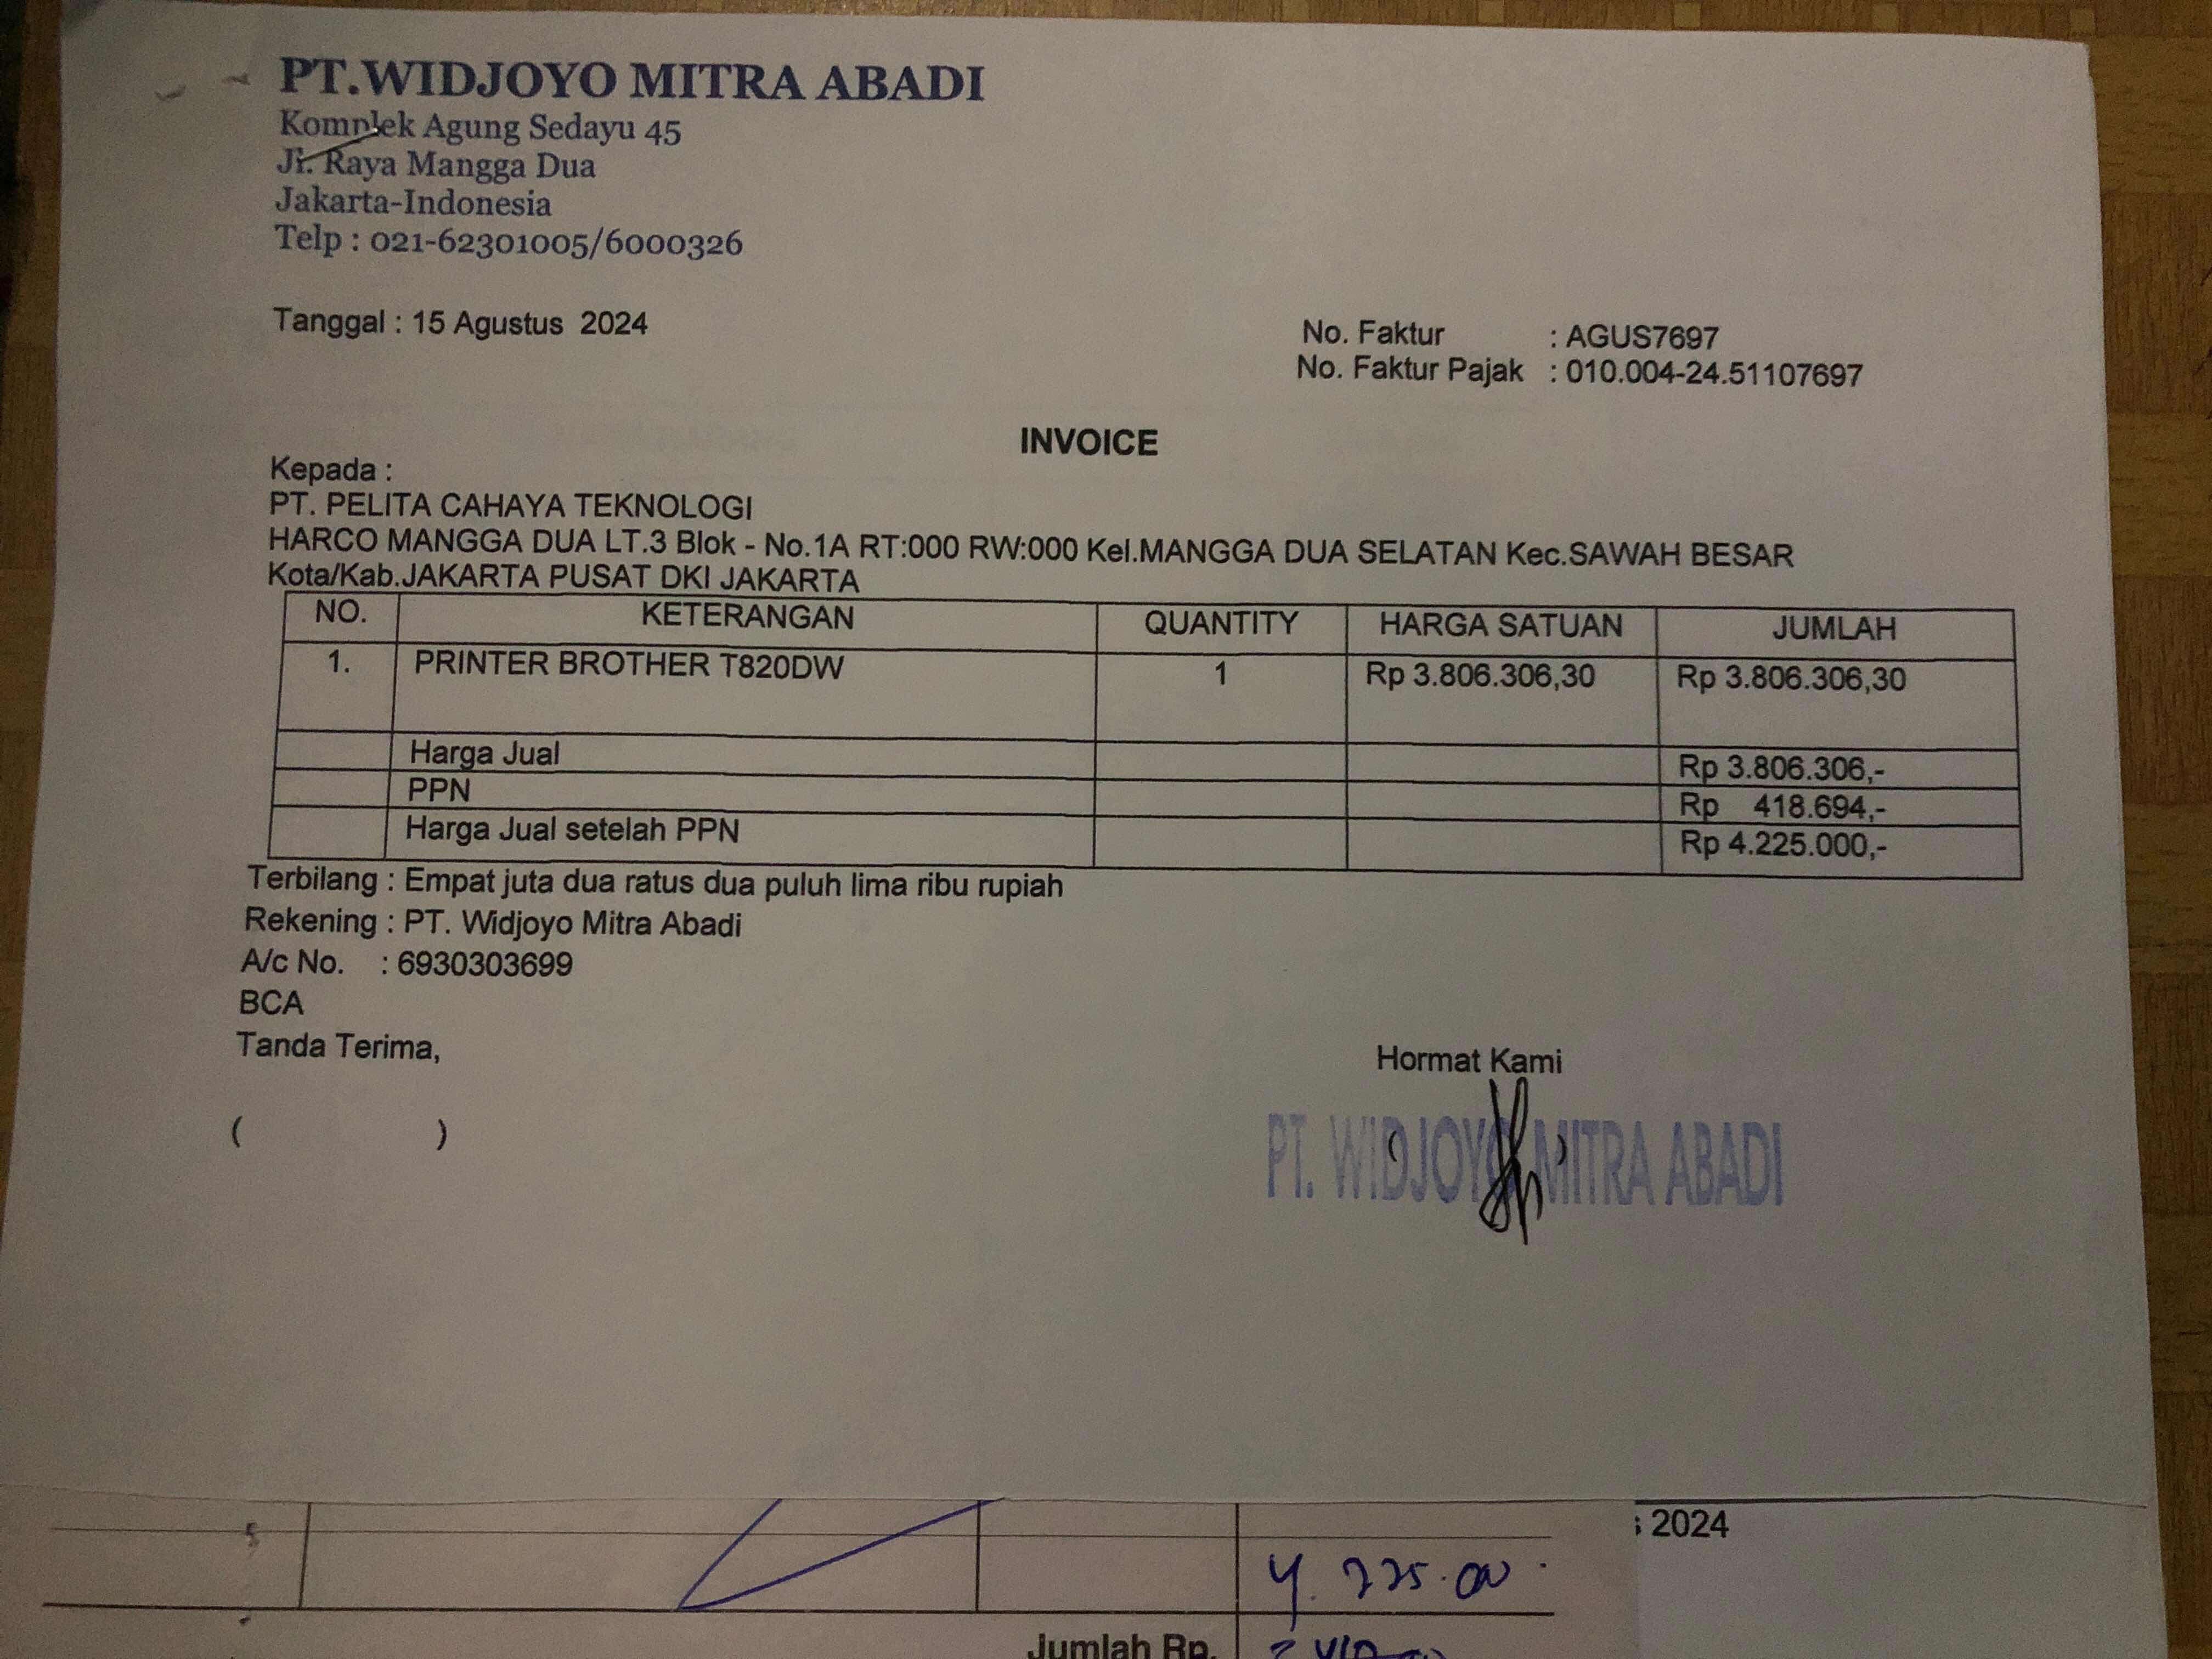 PT.WIDJOYO MITRA ABADI
Komplek Agung Sedayu 45
Jl. Raya Mangga Dua
Jakarta-Indonesia
Telp : 021-62301005/6000326
Tanggal : 15 Agustus 2024
No. Faktur : AGUS7697
No. Faktur Pajak : 010.004-24.51107697
INVOICE
Kepada :
PT. PELITA CAHAYA TEKNOLOGI
HARCO MANGGA DUA LT.3 Blok - No.1A RT:000 RW:000 Kel.MANGGA DUA SELATAN Kec.SAWAH BESAR
Kota/Kab.JAKARTA PUSAT DKI JAKARTA
NO. KETERANGAN QUANTITY HARGA SATUAN JUMLAH
1. PRINTER BROTHER T820DW 1 Rp 3.806.306,30 Rp 3.806.306,30
Harga Jual Rp 3.806.306,-
PPN Rp 418.694,-
Harga Jual setelah PPN Rp 4.225.000,-
Terbilang : Empat juta dua ratus dua puluh lima ribu rupiah
Rekening : PT. Widjoyo Mitra Abadi
A/c No. : 6930303699
BCA
Tanda Terima,
Hormat Kami
( )
PT. WIDJOYO MITRA ABADI
2024
Jumlah Rp.